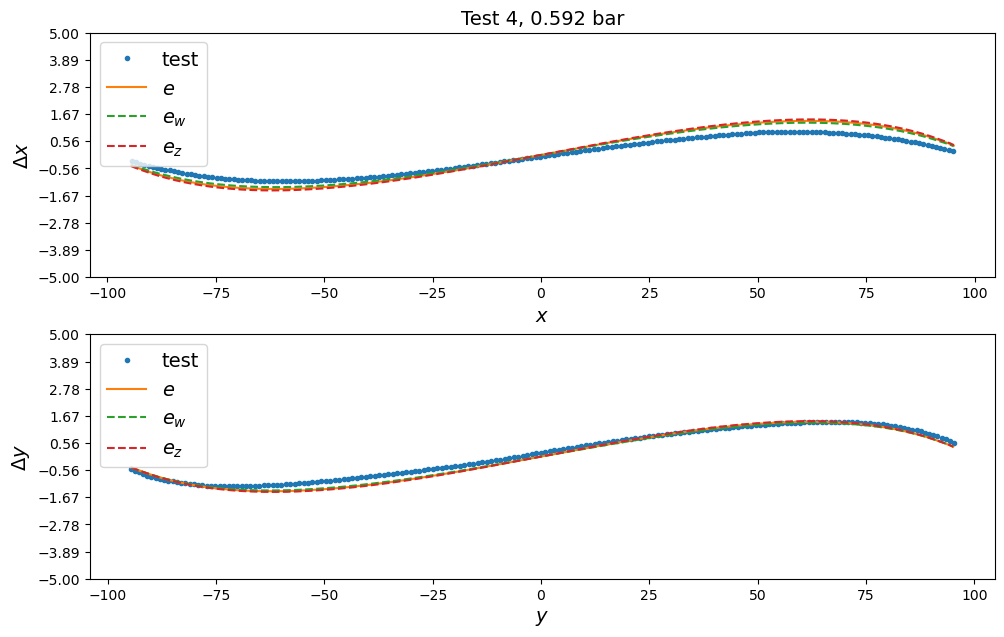 Test 4, 0.592 bar
5.00
3.89
2.78
1.67
0.56
−0.56
−1.67
−2.78
−3.89
−5.00
Δx
test
e
e_w
e_z
−100 −75 −50 −25 0 25 50 75 100
x
5.00
3.89
2.78
1.67
0.56
−0.56
−1.67
−2.78
−3.89
−5.00
Δy
test
e
e_w
e_z
−100 −75 −50 −25 0 25 50 75 100
y